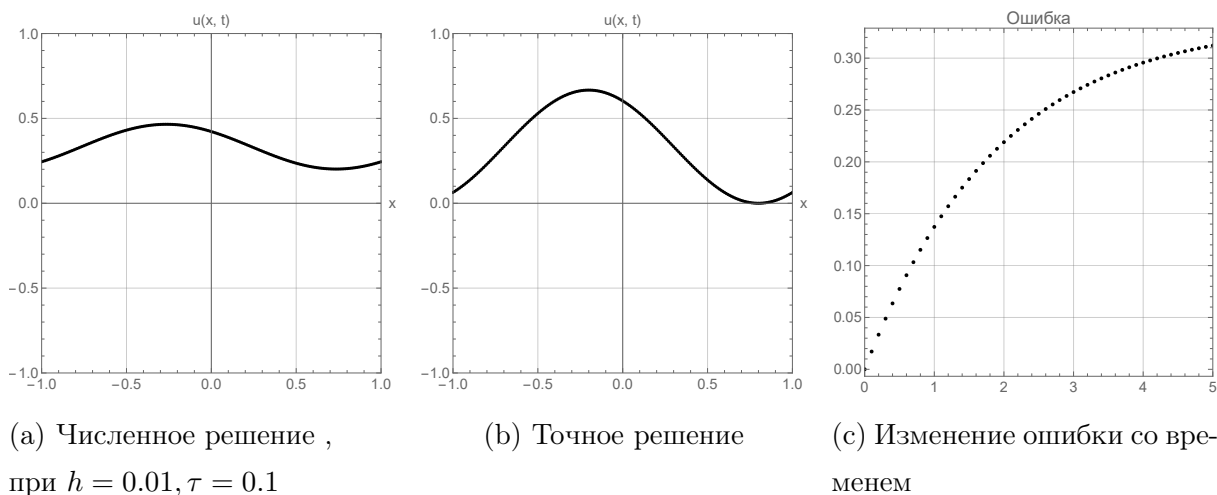 u(x, t)
1.0
0.5
0.0
−0.5
−1.0
−1.0 −0.5 0.0 0.5 1.0
x
u(x, t)
1.0
0.5
0.0
−0.5
−1.0
−1.0 −0.5 0.0 0.5 1.0
x
Ошибка
0.30
0.25
0.20
0.15
0.10
0.05
0.00
0 1 2 3 4 5
(a) Численное решение ,
при h = 0.01, τ = 0.1
(b) Точное решение
(c) Изменение ошибки со вре-
менем